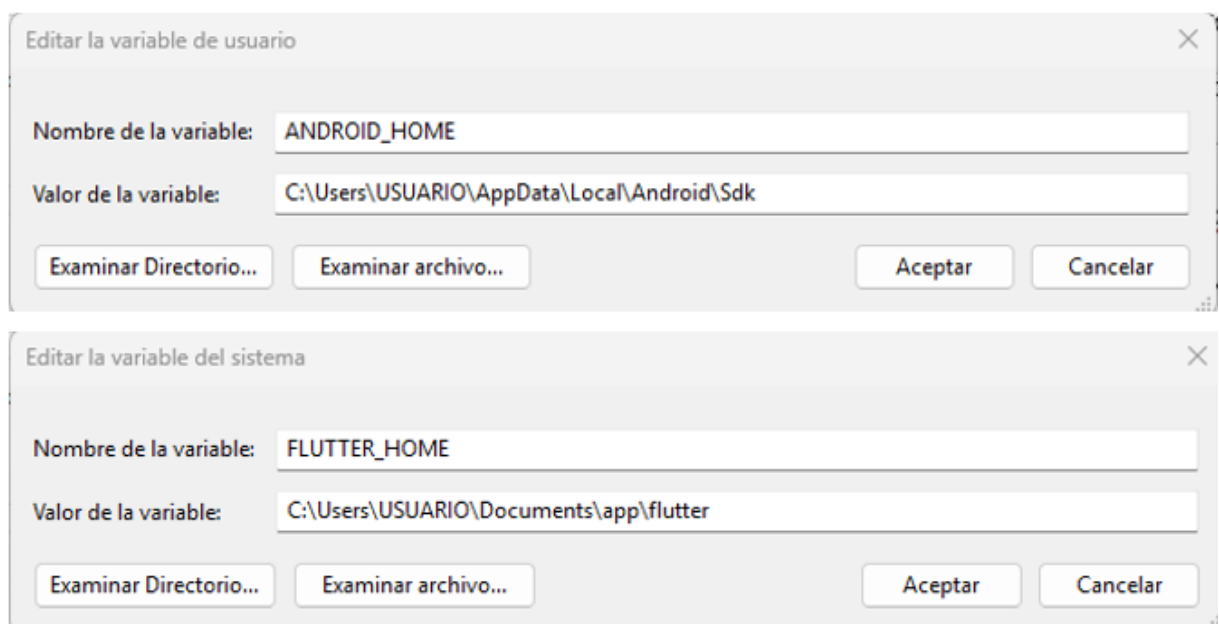 Editar la variable de usuario
Nombre de la variable: ANDROID_HOME
Valor de la variable: C:\Users\USUARIO\AppData\Local\Android\Sdk
Examinar Directorio... Examinar archivo... Aceptar Cancelar
Editar la variable del sistema
Nombre de la variable: FLUTTER_HOME
Valor de la variable: C:\Users\USUARIO\Documents\app\flutter
Examinar Directorio... Examinar archivo... Aceptar Cancelar